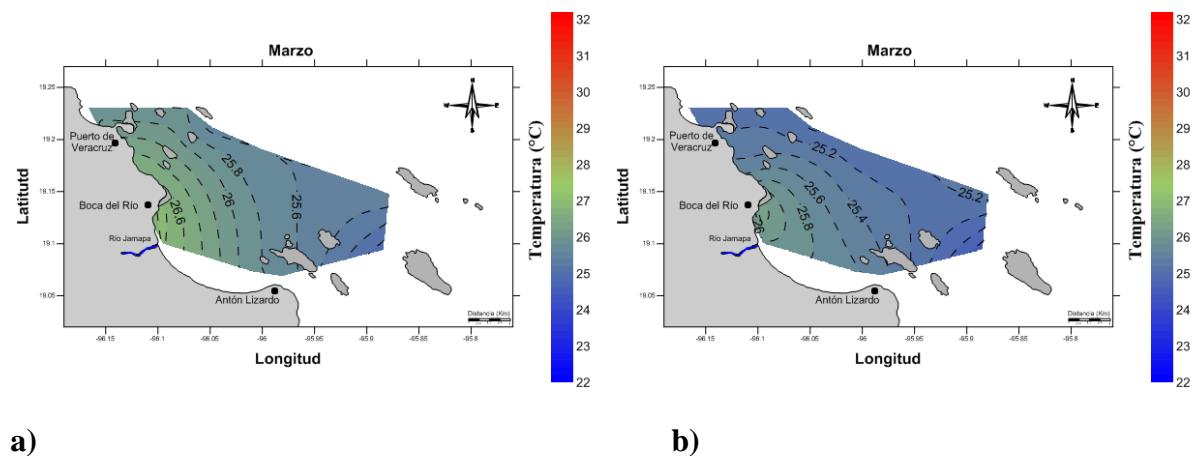 Marzo
32
31
30
29
28
27
26
25
24
23
22
Temperatura (°C)
19.25
19.2
19.15
19.1
19.05
Latitutd
N
Puerto de
Veracruz
Boca del Río
Río Jamapa
Antón Lizardo
25.8
26
26.6
25.6
Distancia (Km)
-96.15
-96.1
-96.05
-96
-95.95
-95.9
-95.85
-95.8
Longitud
a)
Marzo
32
31
30
29
28
27
26
25
24
23
22
Temperatura (°C)
19.25
19.2
19.15
19.1
19.05
Latitutd
N
Puerto de
Veracruz
Boca del Río
Río Jamapa
Antón Lizardo
25.2
25.6
25.4
25.8
26
25.2
Distancia (Km)
-96.15
-96.1
-96.05
-96
-95.95
-95.9
-95.85
-95.8
Longitud
b)